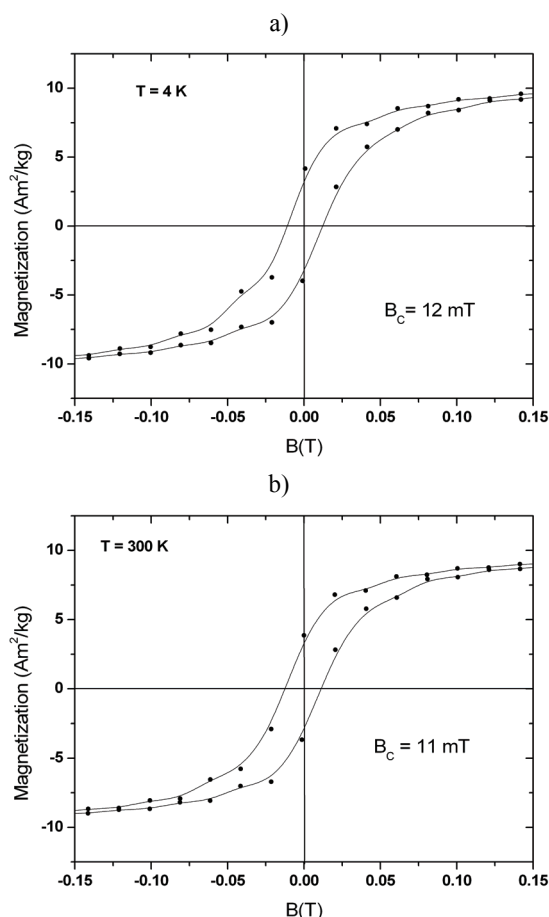 a)
T = 4 K
10
5
0
-5
-10
Magnetization (Am²/kg)
B_C = 12 mT
-0.15 -0.10 -0.05 0.00 0.05 0.10 0.15
B(T)
b)
T = 300 K
10
5
0
-5
-10
Magnetization (Am²/kg)
B_C = 11 mT
-0.15 -0.10 -0.05 0.00 0.05 0.10 0.15
B(T)